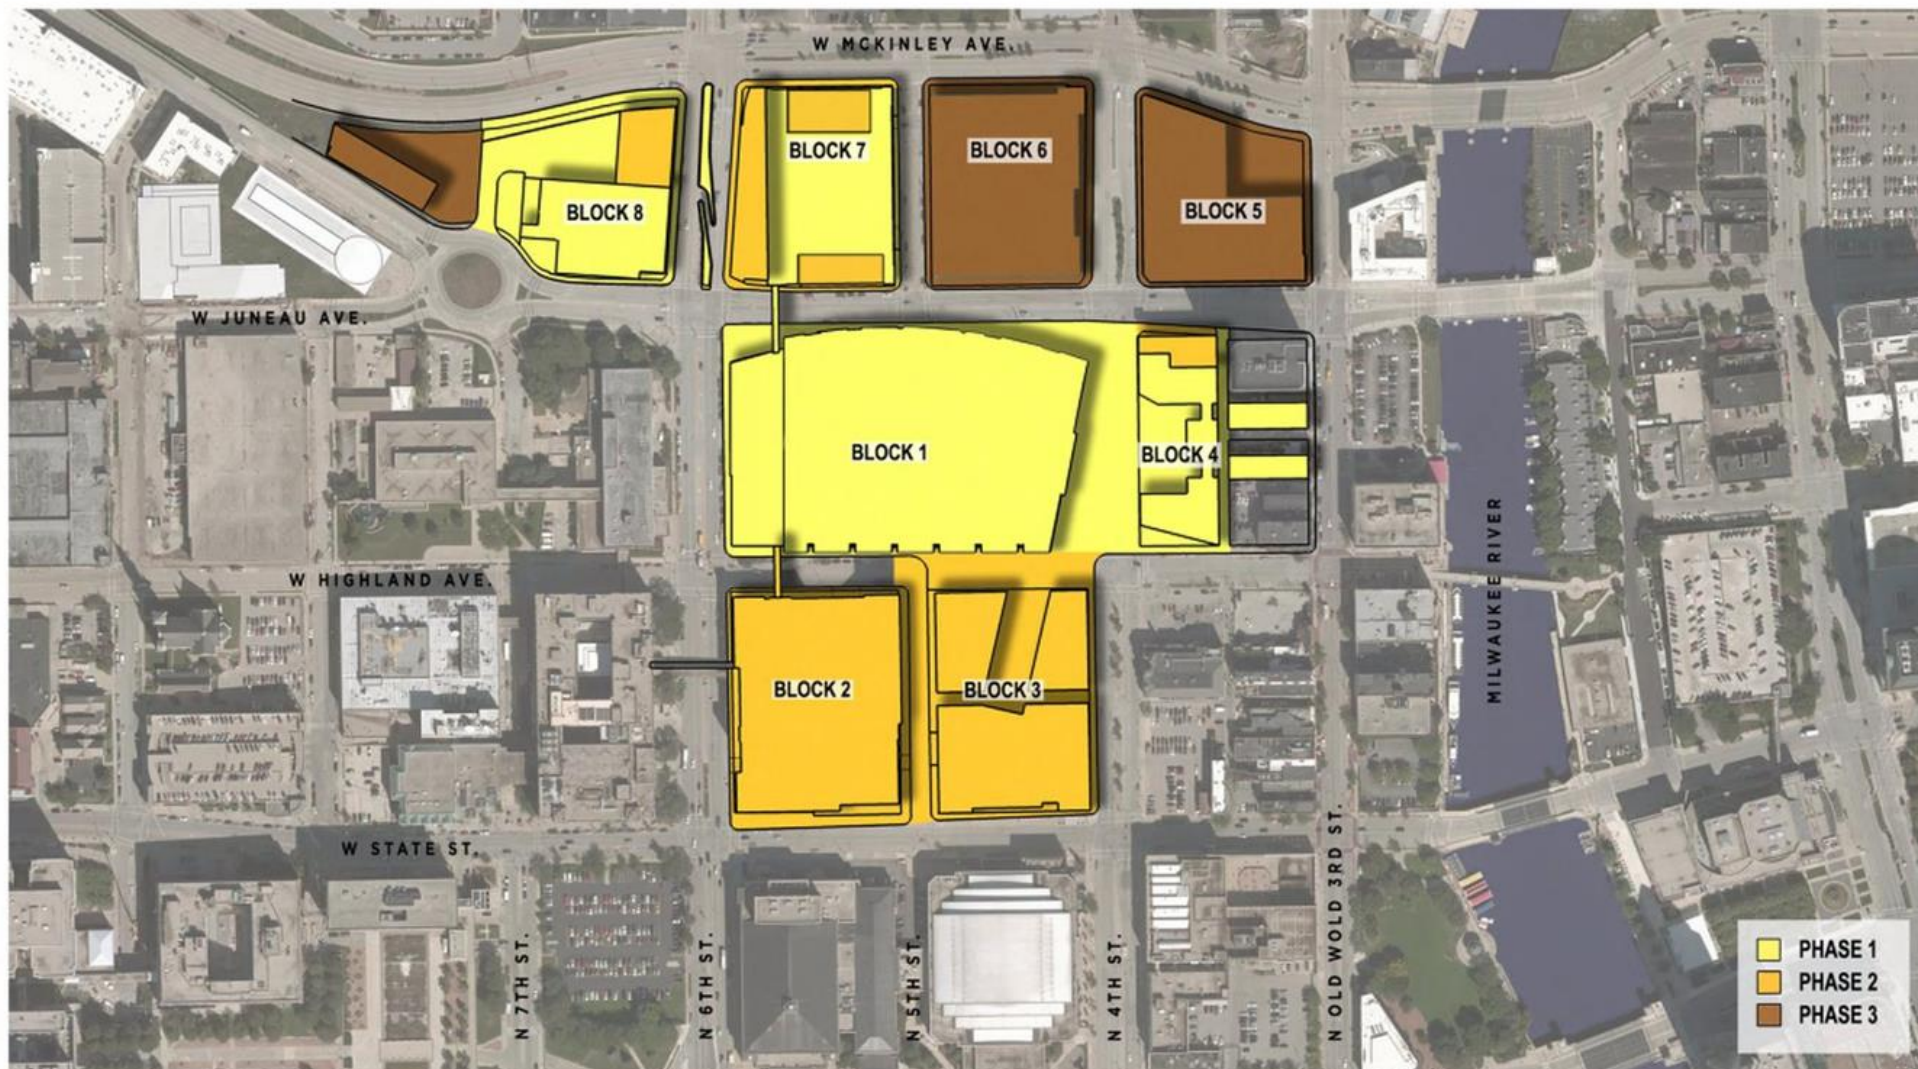 W MCKINLEY AVE.
BLOCK 7
BLOCK 6
BLOCK 8
BLOCK 5
W JUNEAU AVE.
BLOCK 1
BLOCK 4
W HIGHLAND AVE.
MILWAUKEE RIVER
BLOCK 2
BLOCK 3
W STATE ST.
N 7TH ST.
N 6TH ST.
N 5TH ST.
N 4TH ST.
N OLD WOLD 3RD ST.
PHASE 1
PHASE 2
PHASE 3